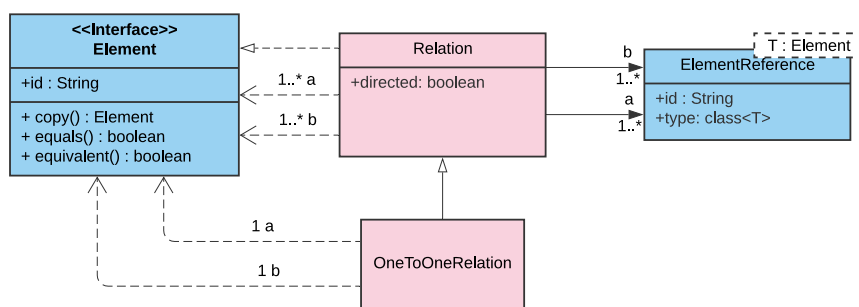 <<Interface>>
Element
+id : String
+ copy() : Element
+ equals() : boolean
+ equivalent() : boolean
1..* a
1..* b
Relation
+directed: boolean
b
1..*
a
1..*
T : Element
ElementReference
+id : String
+type: class<T>
1 a
1 b
OneToOneRelation